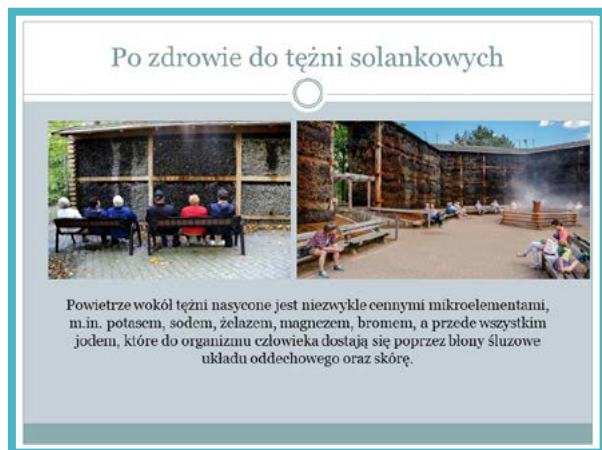 Po zdrowie do tężni solankowych
Powietrze wokół tężni nasycone jest niezwykle cennymi mikroelementami,
m.in. potasem, sodem, żelazem, magnezem, bromem, a przede wszystkim
jodem, które do organizmu człowieka dostają się poprzez błony śluzowe
układu oddechowego oraz skórę.